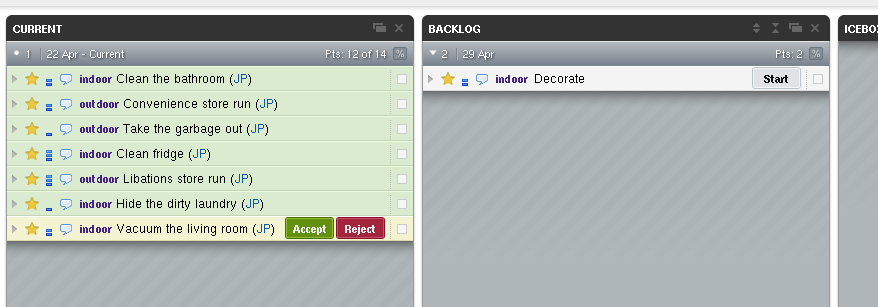 CURRENT
1 22 Apr - Current Pts: 12 of 14 %
indoor Clean the bathroom (JP)
outdoor Convenience store run (JP)
outdoor Take the garbage out (JP)
indoor Clean fridge (JP)
outdoor Libations store run (JP)
indoor Hide the dirty laundry (JP)
indoor Vacuum the living room (JP) Accept Reject
BACKLOG
2 29 Apr Pts: 2 %
indoor Decorate Start
ICEBO